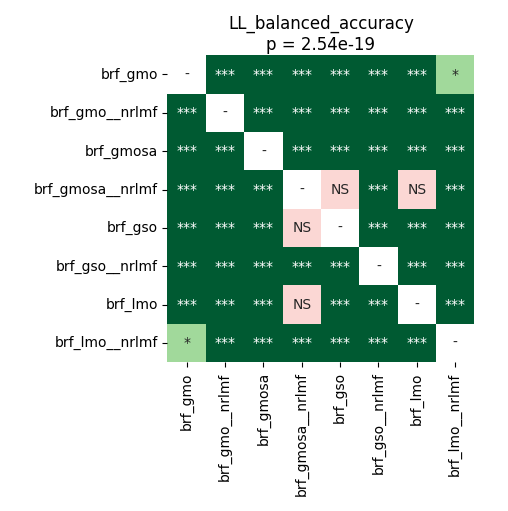 LL_balanced_accuracy
p = 2.54e-19
brf_gmo - *** *** *** *** *** *** *
brf_gmo__nrlmf *** - *** *** *** *** *** ***
brf_gmosa *** *** - *** *** *** *** ***
brf_gmosa__nrlmf *** *** *** - NS *** NS ***
brf_gso *** *** *** NS - *** *** ***
brf_gso__nrlmf *** *** *** *** *** - *** ***
brf_lmo *** *** *** NS *** *** - ***
brf_lmo__nrlmf * *** *** *** *** *** *** -
brf_gmo
brf_gmo__nrlmf
brf_gmosa
brf_gmosa__nrlmf
brf_gso
brf_gso__nrlmf
brf_lmo
brf_lmo__nrlmf